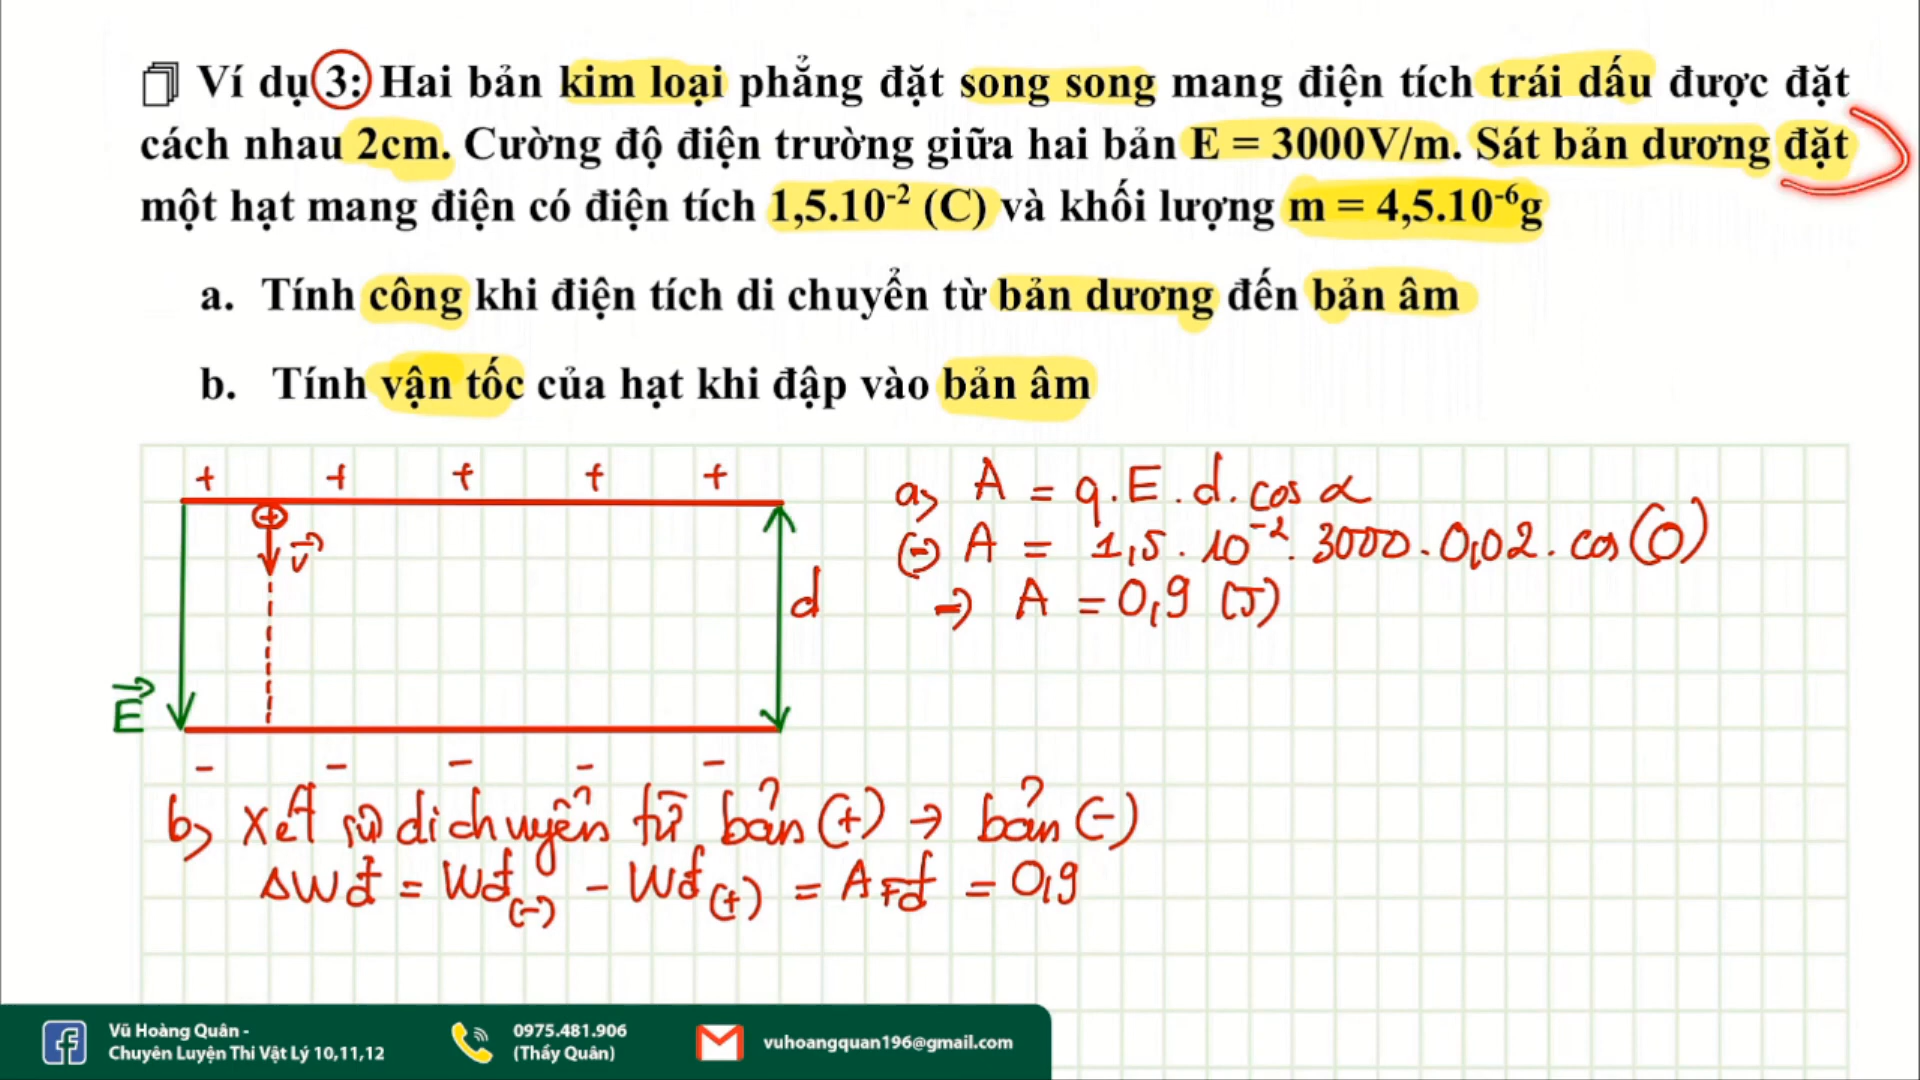 Ví dụ 3: Hai bản kim loại phẳng đặt song song mang điện tích trái dấu được đặt
cách nhau 2cm. Cường độ điện trường giữa hai bản E = 3000V/m. Sát bản dương đặt
một hạt mang điện có điện tích 1,5.10⁻² (C) và khối lượng m = 4,5.10⁻⁶g
a. Tính công khi điện tích di chuyển từ bản dương đến bản âm
b. Tính vận tốc của hạt khi đập vào bản âm
+ + + + +
+
v⃗
d
E⃗
- - - - -
a) A = q.E.d.cos α
(-) A = 1,5.10⁻².3000.0,02.cos(0)
→ A = 0,9 (J)
b) Xét sự di chuyển từ bản (+) → bản (-)
ΔWđ = Wđ(-) - Wđ(+) = A Fđ = 0,9
Vũ Hoàng Quân -
Chuyên Luyện Thi Vật Lý 10,11,12
0975.481.906
(Thầy Quân)
vuhoangquan196@gmail.com